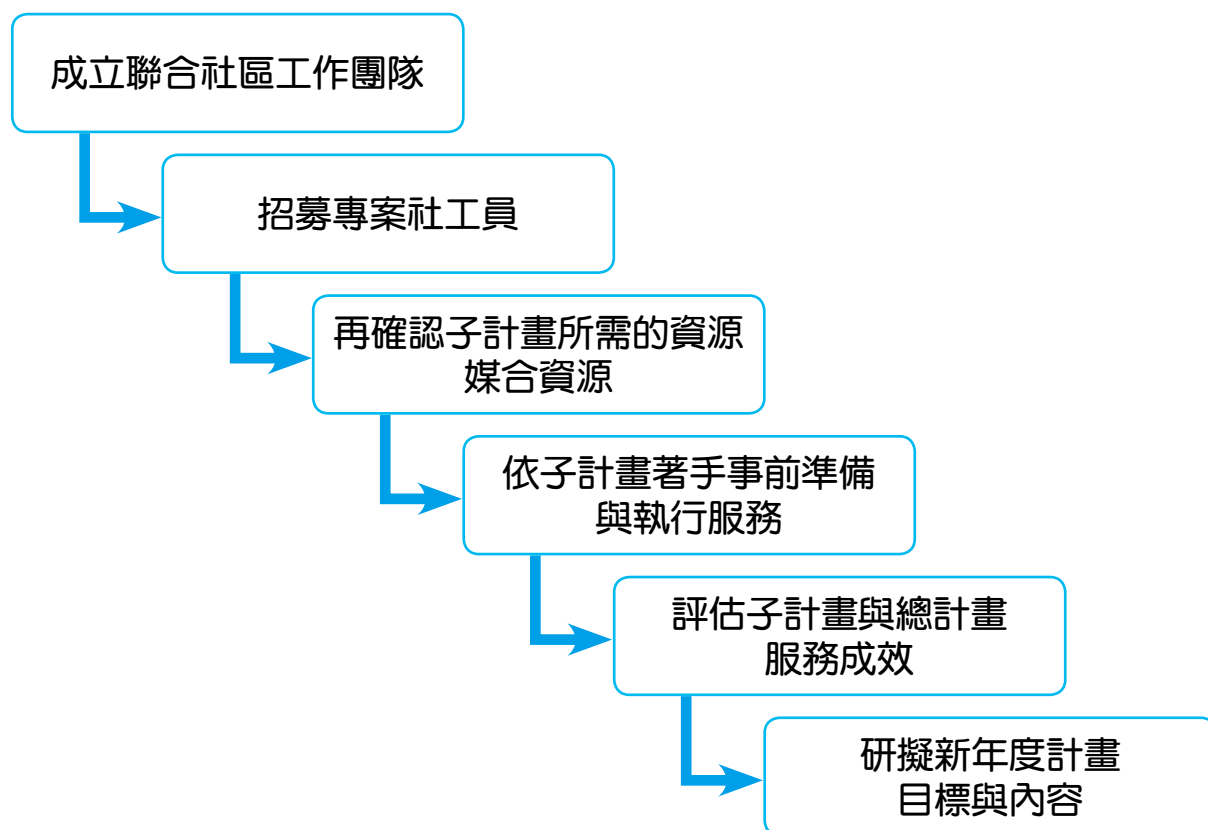 成立聯合社區工作團隊
招募專案社工員
再確認子計畫所需的資源
媒合資源
依子計畫著手事前準備
與執行服務
評估子計畫與總計畫
服務成效
研擬新年度計畫
目標與內容